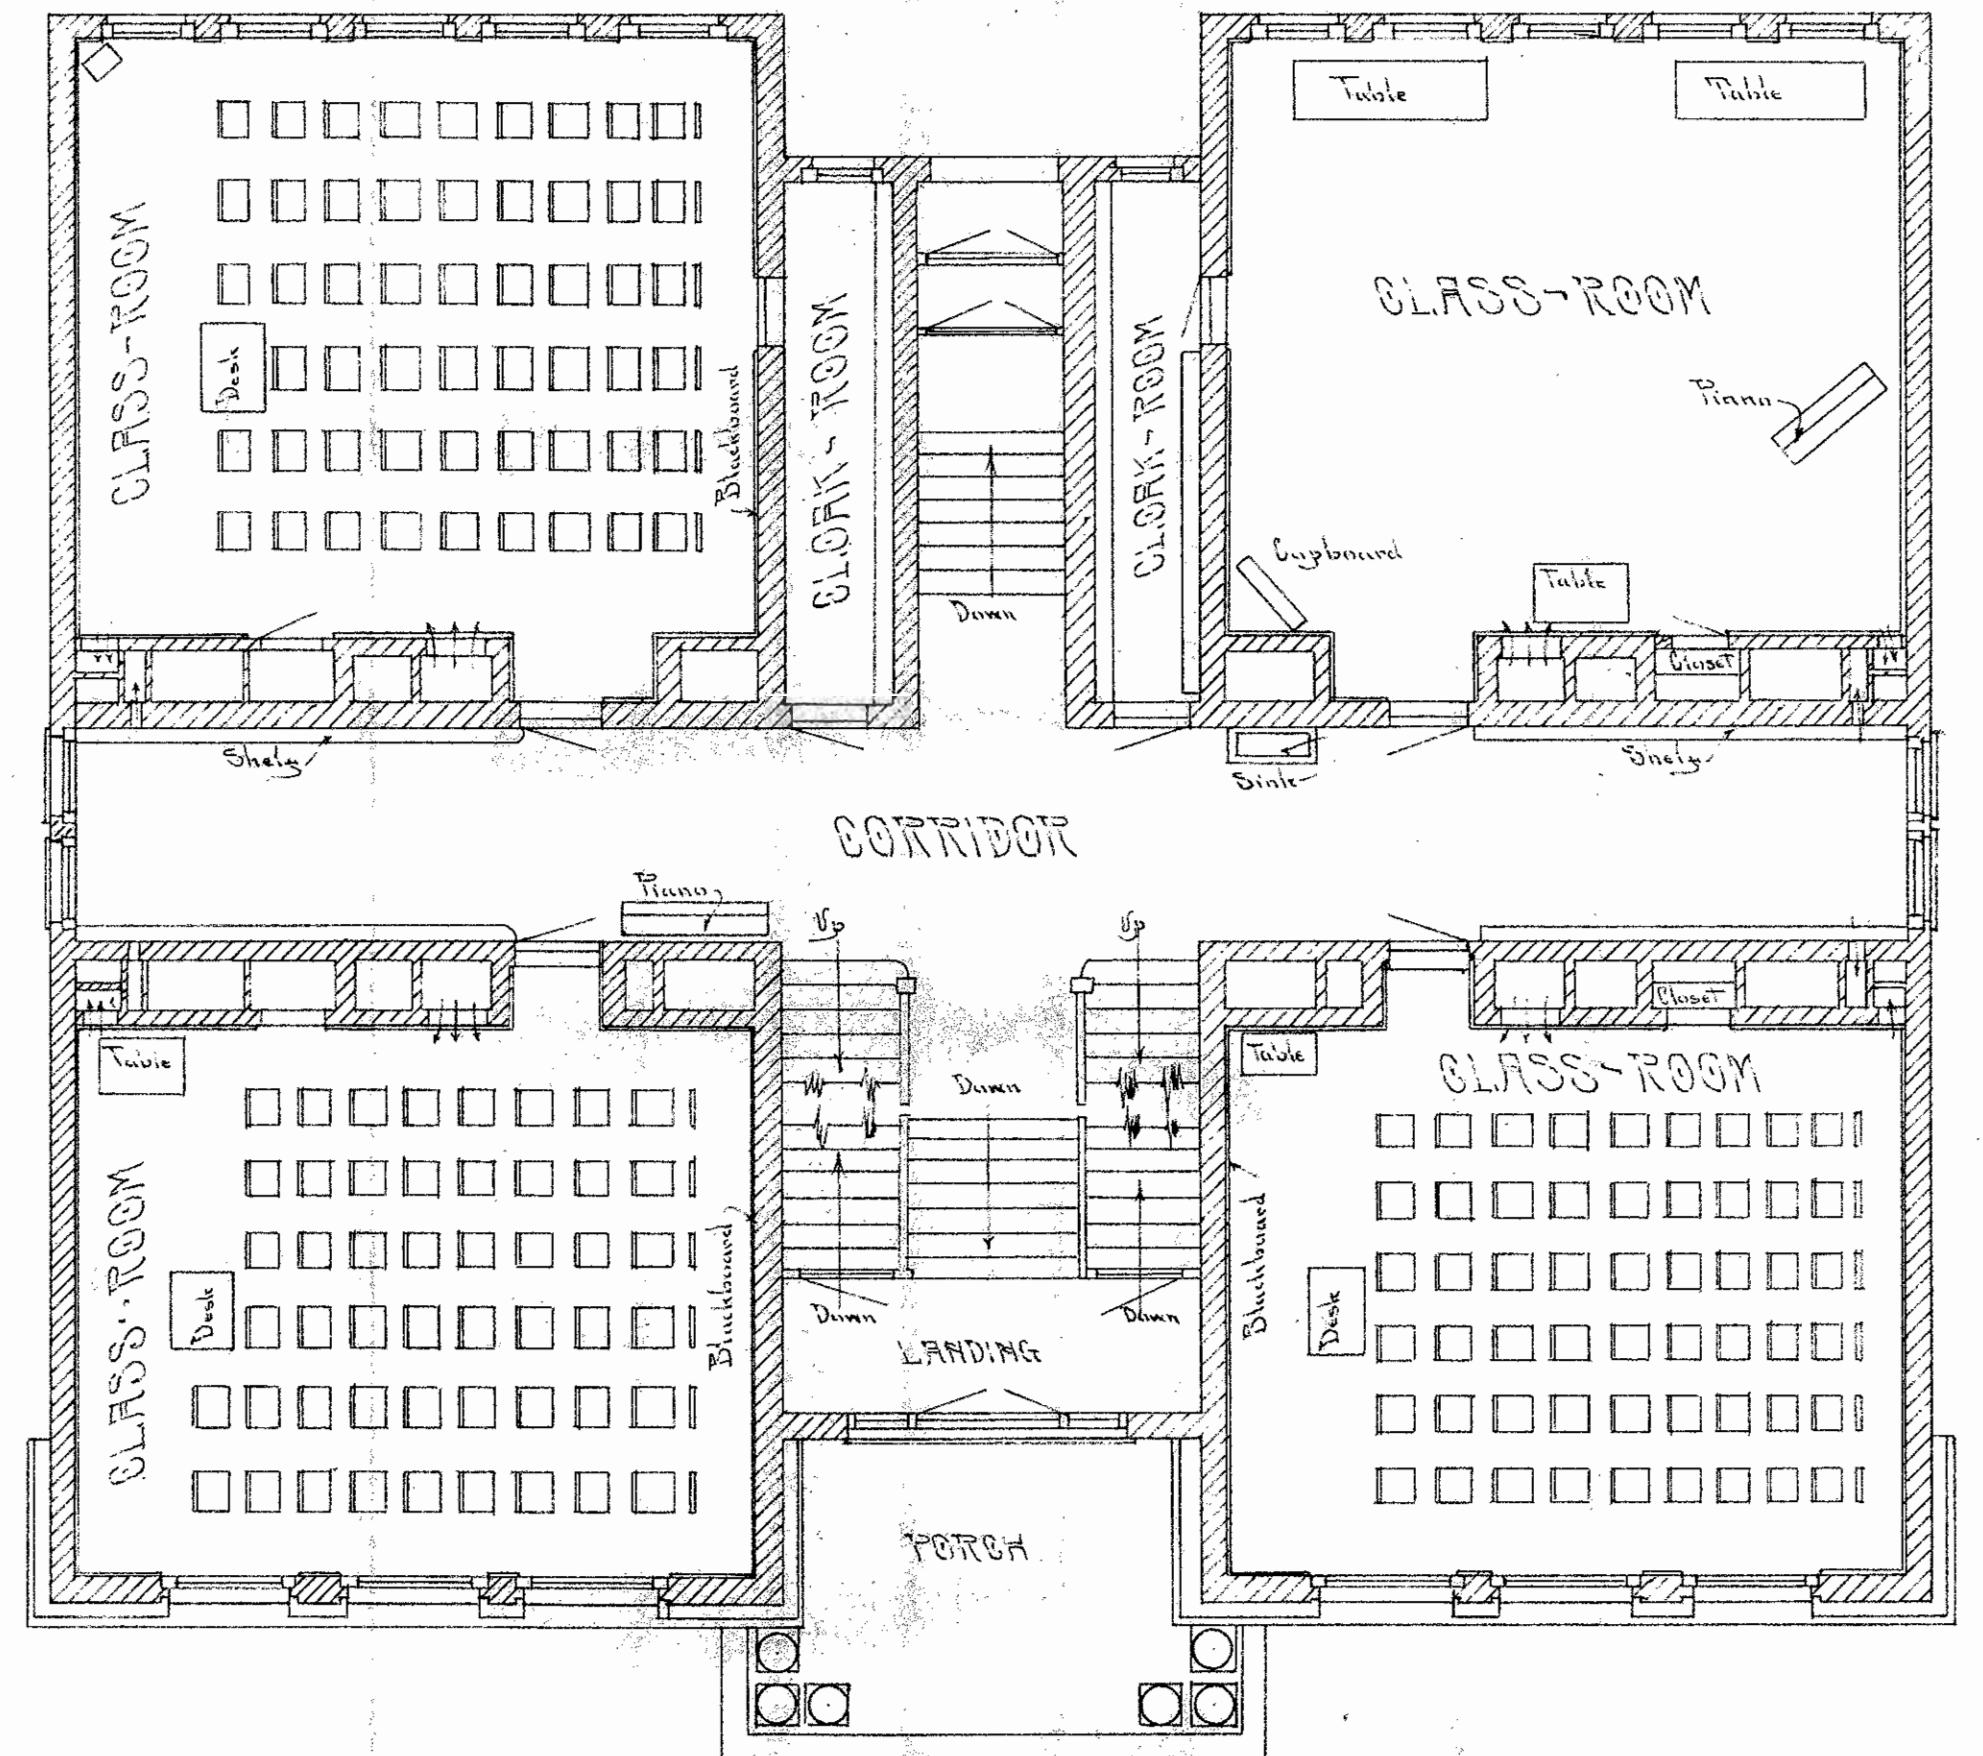 Table
Table
CLASS-ROOM
CLASS-ROOM
Desk
Blackboard
CLOAK-ROOM
CLOAK-ROOM
Piano
Cupboard
Table
Down
Closet
Shelf
Sink
Shelf
CORRIDOR
Piano
Up
Up
Table
Down
Table
Closet
CLASS-ROOM
CLASS-ROOM
Desk
Blackboard
Blackboard
Desk
Down
Down
LANDING
PORCH